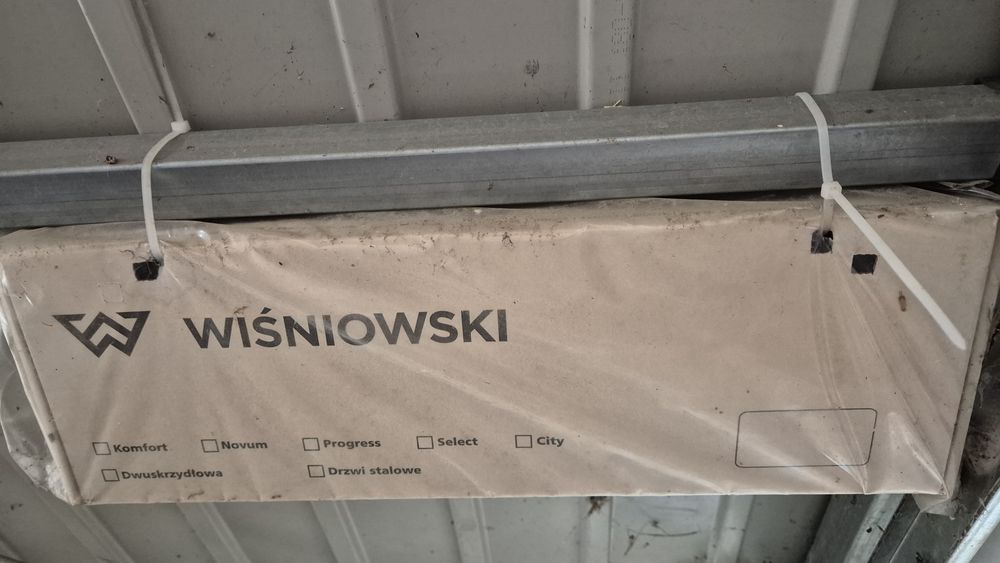 WIŚNIOWSKI
Komfort Novum Progress Select City
Dwuskrzydłowa Drzwi stalowe